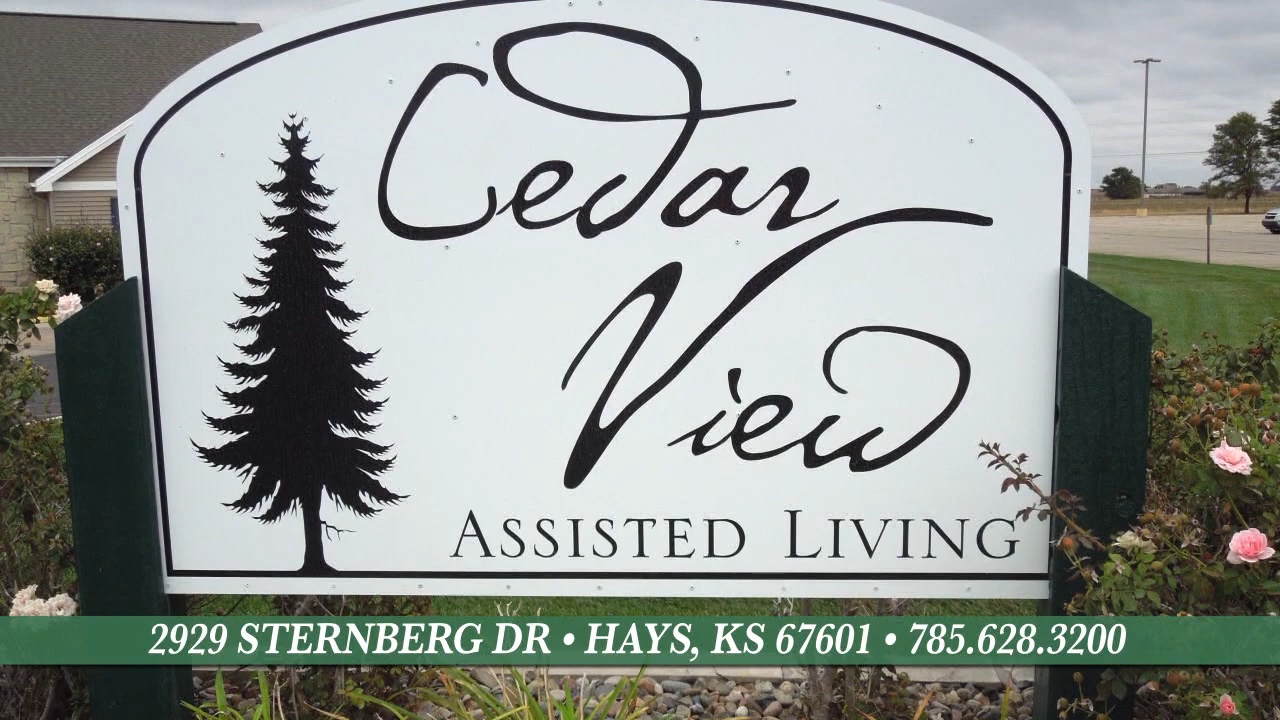 Cedar
View
ASSISTED LIVING
2929 STERNBERG DR • HAYS, KS 67601 • 785.628.3200